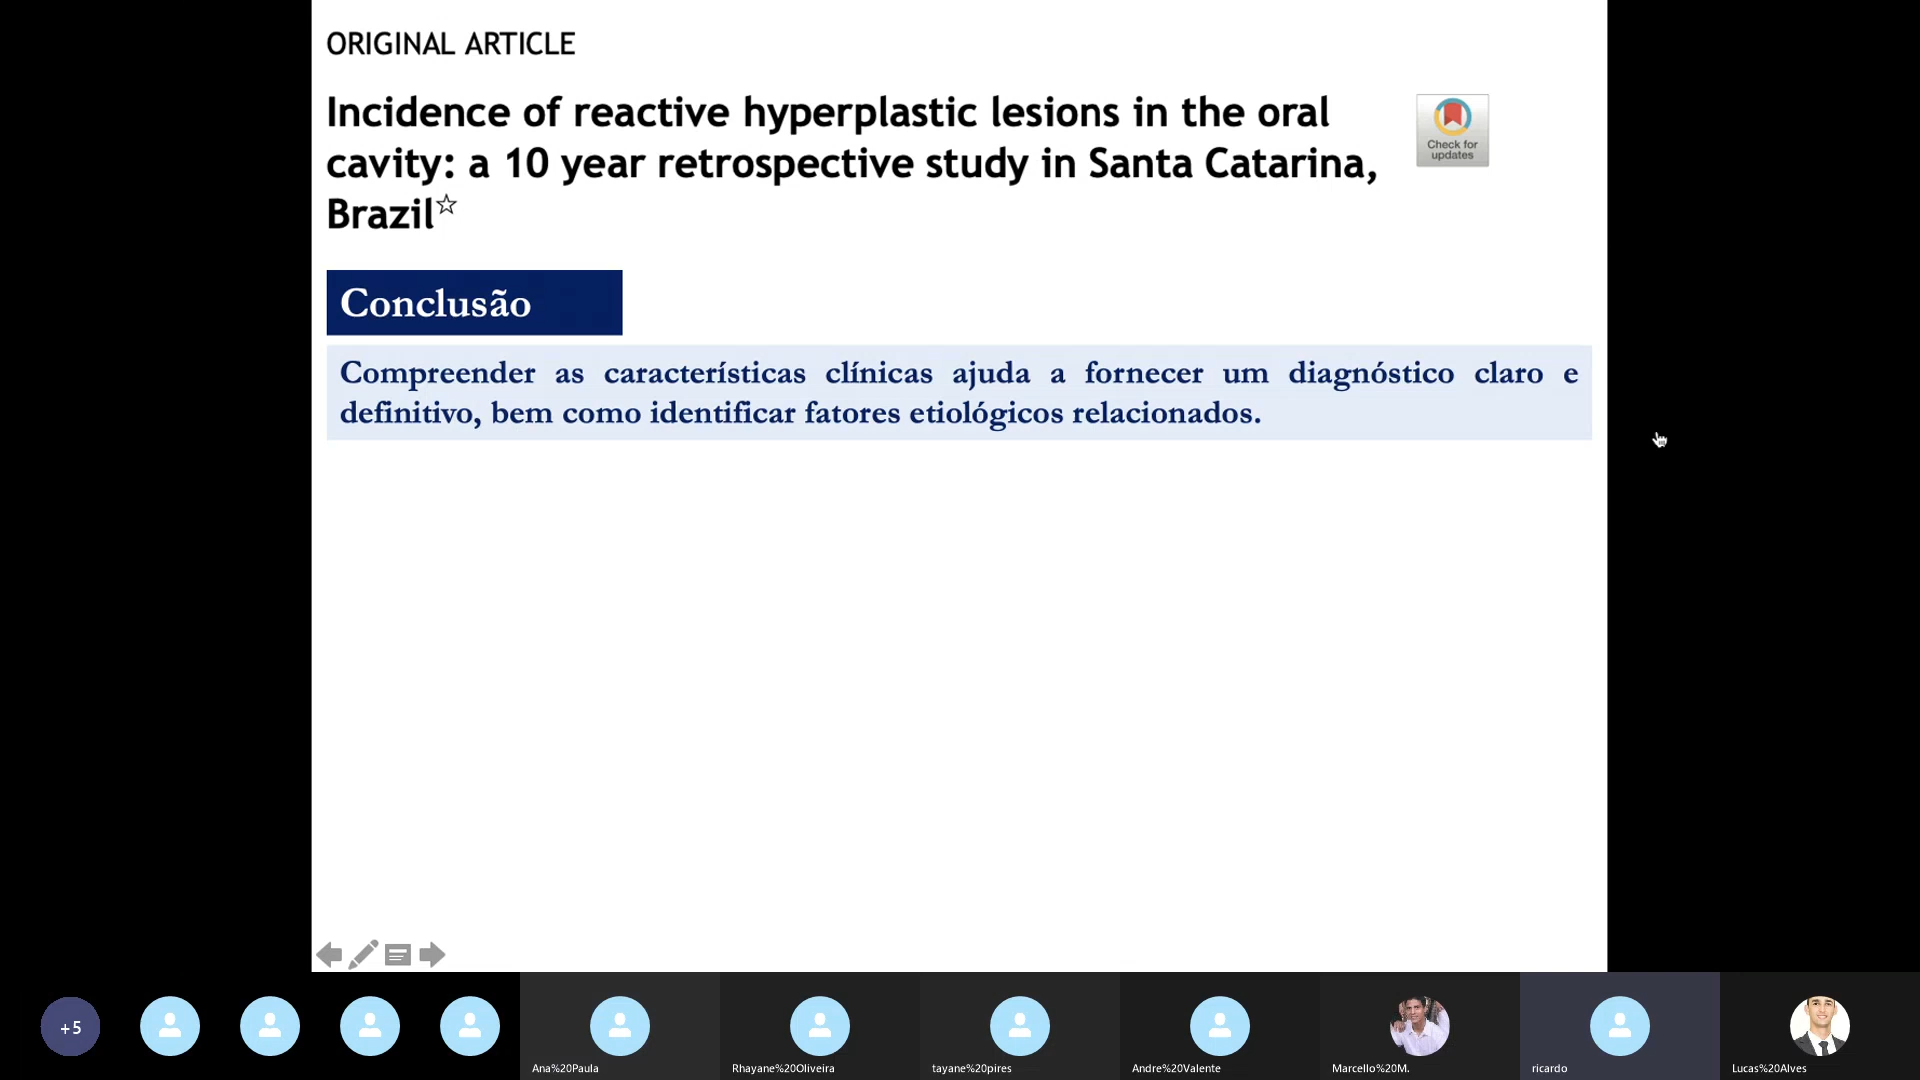 ORIGINAL ARTICLE
Incidence of reactive hyperplastic lesions in the oral
cavity: a 10 year retrospective study in Santa Catarina,
Brazil☆
Check for
updates
Conclusão
Compreender as características clínicas ajuda a fornecer um diagnóstico claro e
definitivo, bem como identificar fatores etiológicos relacionados.
+5
Ana%20Paula
Rhayane%20Oliveira
tayane%20pires
Andre%20Valente
Marcello%20M.
ricardo
Lucas%20Alves